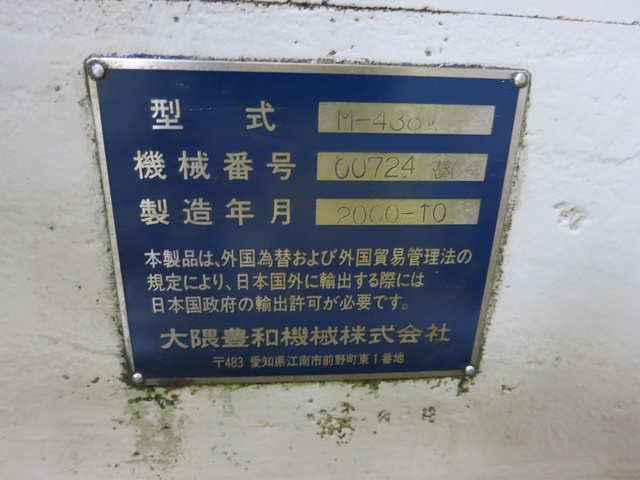 型 式 M-438V
機械番号 00724
製造年月 2000-10
本製品は、外国為替および外国貿易管理法の
規定により、日本国外に輸出する際には
日本国政府の輸出許可が必要です。
大隈豊和機械株式会社
〒483 愛知県江南市前野町東1番地